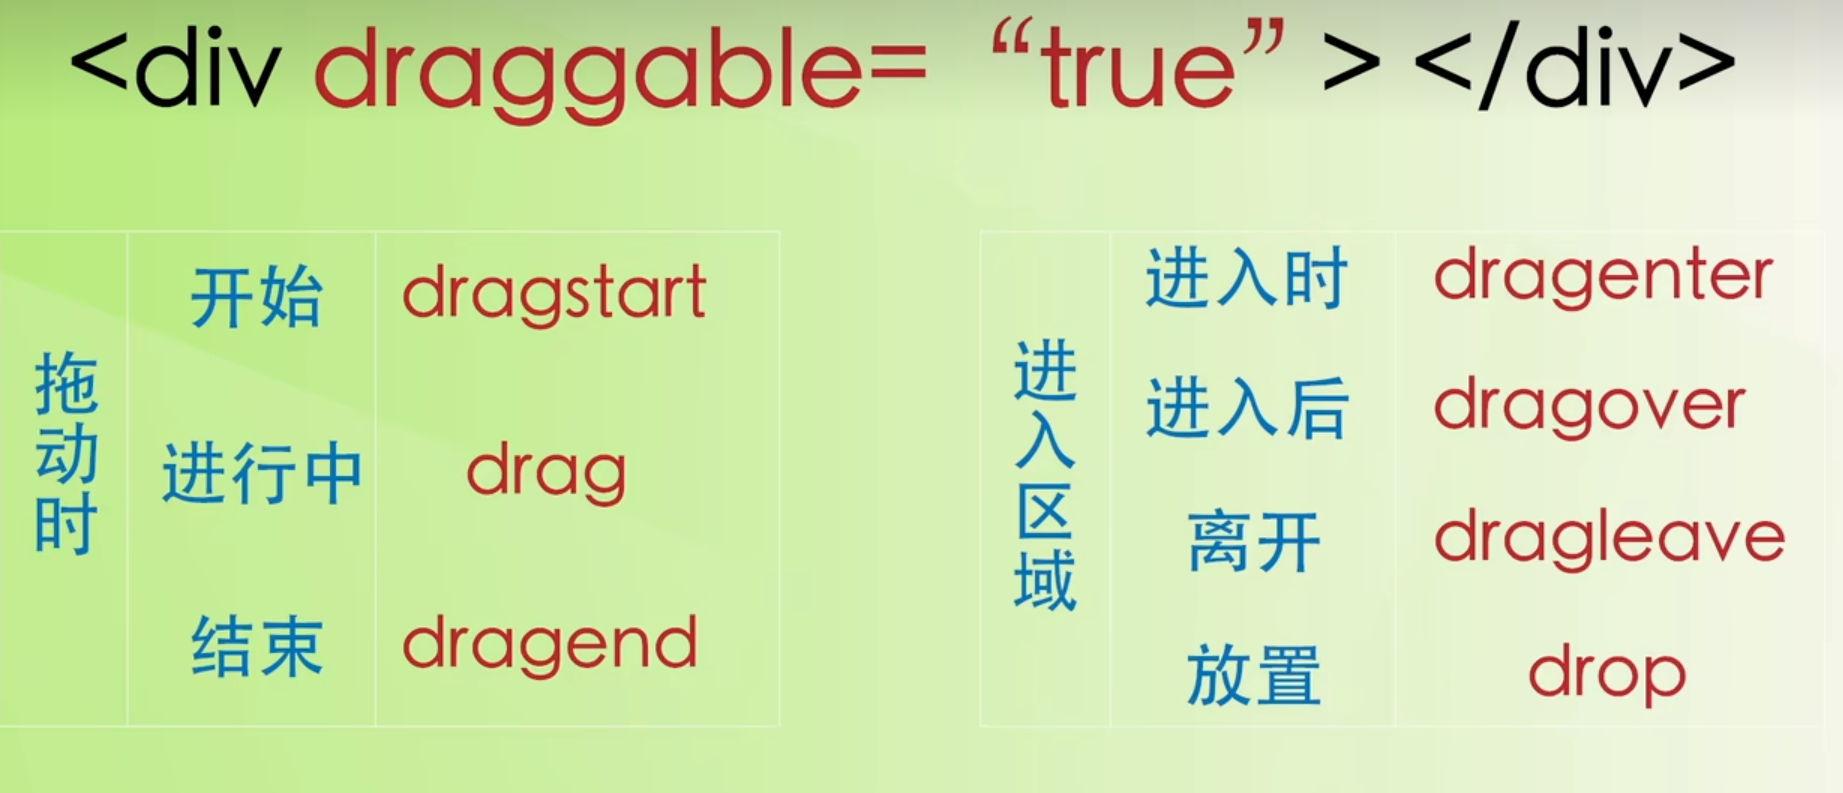 <div draggable= “true” > </div>
拖动时
开始 dragstart
进行中 drag
结束 dragend
进入区域
进入时 dragenter
进入后 dragover
离开 dragleave
放置 drop